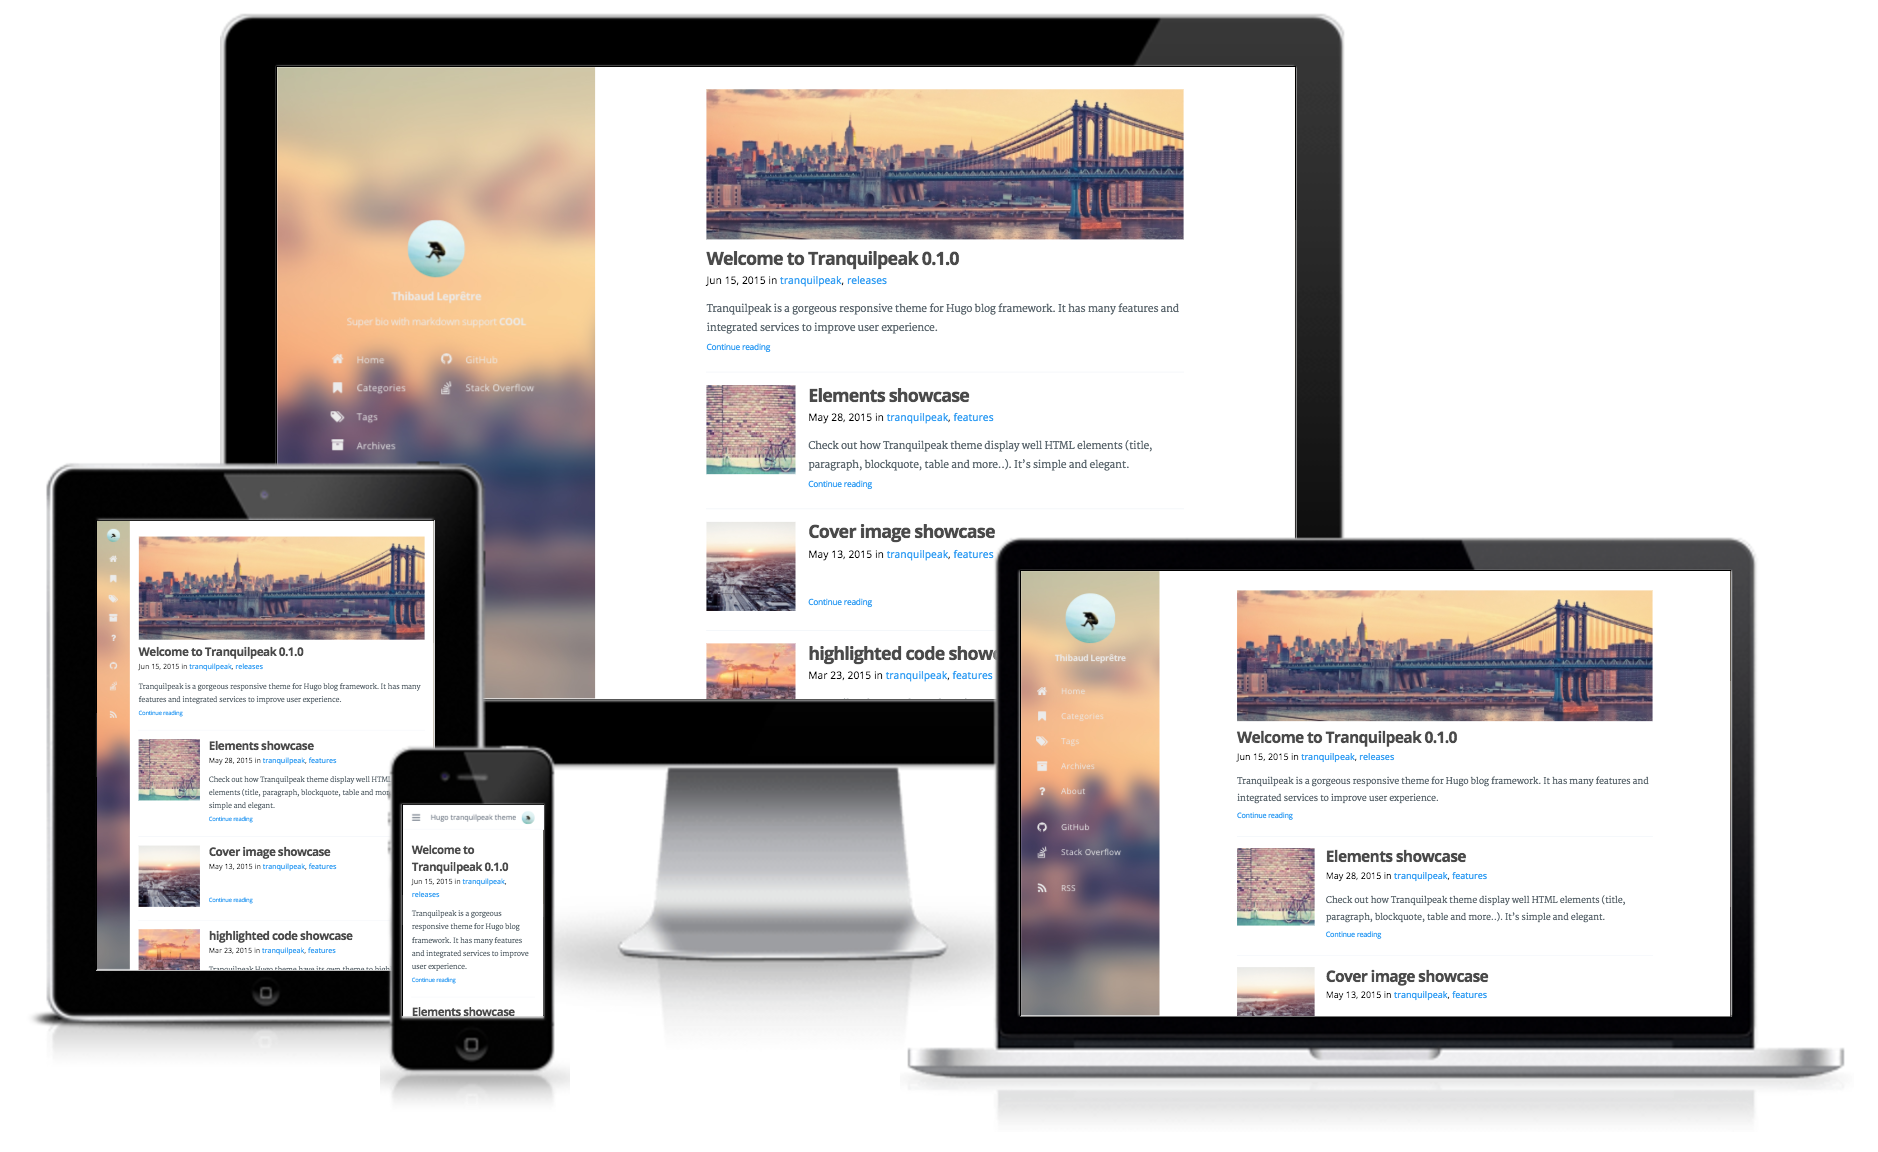 Thibaud Leprêtre
Super bio with markdown support COOL
Home
Categories
Tags
Archives
GitHub
Stack Overflow
Welcome to Tranquilpeak 0.1.0
Jun 15, 2015 in tranquilpeak, releases
Tranquilpeak is a gorgeous responsive theme for Hugo blog framework. It has many features and
integrated services to improve user experience.
Continue reading
Elements showcase
May 28, 2015 in tranquilpeak, features
Check out how Tranquilpeak theme display well HTML elements (title,
paragraph, blockquote, table and more..). It's simple and elegant.
Continue reading
Cover image showcase
May 13, 2015 in tranquilpeak, features
Continue reading
highlighted code show
Mar 23, 2015 in tranquilpeak, features
Welcome to Tranquilpeak 0.1.0
Jun 15, 2015 in tranquilpeak, releases
Tranquilpeak is a gorgeous responsive theme for Hugo blog framework. It has many
features and integrated services to improve user experience.
Continue reading
Elements showcase
May 28, 2015 in tranquilpeak, features
Check out how Tranquilpeak theme display well HTML
elements (title, paragraph, blockquote, table and
simple and elegant.
Continue reading
Cover image showcase
May 13, 2015 in tranquilpeak, features
Continue reading
highlighted code showcase
Mar 23, 2015 in tranquilpeak, features
Tranquilpeak Hugo theme have its own theme to
Hugo tranquilpeak theme
Welcome to
Tranquilpeak 0.1.0
Jun 15, 2015 in tranquilpeak,
releases
Tranquilpeak is a gorgeous
responsive theme for Hugo blog
framework. It has many features
and integrated services to improve
user experience.
Continue reading
Elements showcase
Thibaud Leprêtre
Home
Categories
Tags
Archives
About
GitHub
Stack Overflow
RSS
Welcome to Tranquilpeak 0.1.0
Jun 15, 2015 in tranquilpeak, releases
Tranquilpeak is a gorgeous responsive theme for Hugo blog framework. It has many features and
integrated services to improve user experience.
Continue reading
Elements showcase
May 28, 2015 in tranquilpeak, features
Check out how Tranquilpeak theme display well HTML elements (title,
paragraph, blockquote, table and more..). It's simple and elegant.
Continue reading
Cover image showcase
May 13, 2015 in tranquilpeak, features